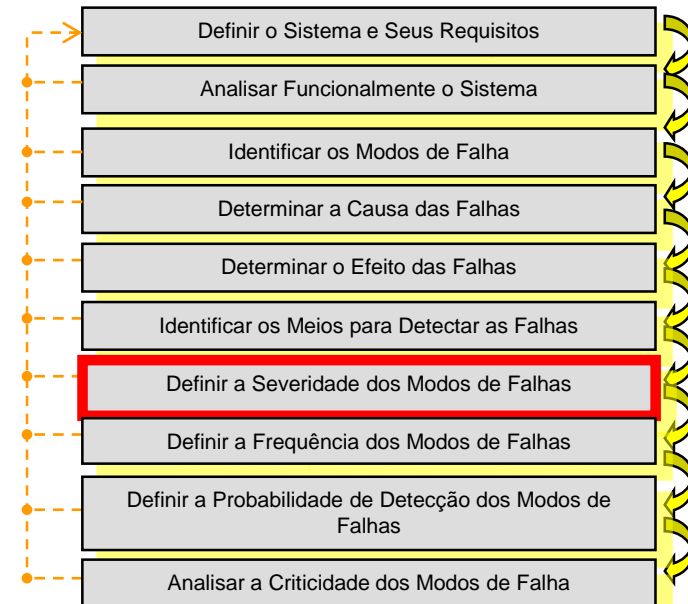 Definir o Sistema e Seus Requisitos
Analisar Funcionalmente o Sistema
Identificar os Modos de Falha
Determinar a Causa das Falhas
Determinar o Efeito das Falhas
Identificar os Meios para Detectar as Falhas
Definir a Severidade dos Modos de Falhas
Definir a Frequência dos Modos de Falhas
Definir a Probabilidade de Detecção dos Modos de
Falhas
Analisar a Criticidade dos Modos de Falha